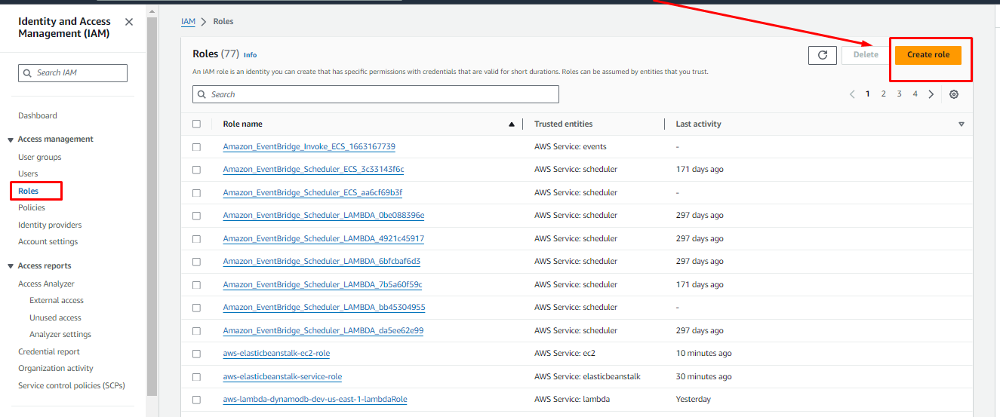 Identity and Access
Management (IAM)
Search IAM
Dashboard
Access management
User groups
Users
Roles
Policies
Identity providers
Account settings
Access reports
Access Analyzer
External access
Unused access
Analyzer settings
Credential report
Organization activity
Service control policies (SCPs)
IAM > Roles
Roles (77) Info
Delete
Create role
An IAM role is an identity you can create that has specific permissions with credentials that are valid for short durations. Roles can be assumed by entities that you trust.
Search
1 2 3 4
Role name Trusted entities Last activity
Amazon_EventBridge_Invoke_ECS_1663167739 AWS Service: events -
Amazon_EventBridge_Scheduler_ECS_3c33143f6c AWS Service: scheduler 171 days ago
Amazon_EventBridge_Scheduler_ECS_aa6cf69b3f AWS Service: scheduler -
Amazon_EventBridge_Scheduler_LAMBDA_0be088396e AWS Service: scheduler 297 days ago
Amazon_EventBridge_Scheduler_LAMBDA_4921c45917 AWS Service: scheduler 297 days ago
Amazon_EventBridge_Scheduler_LAMBDA_6bfcbaf6d3 AWS Service: scheduler 297 days ago
Amazon_EventBridge_Scheduler_LAMBDA_7b5a60f59c AWS Service: scheduler 171 days ago
Amazon_EventBridge_Scheduler_LAMBDA_bb45304955 AWS Service: scheduler -
Amazon_EventBridge_Scheduler_LAMBDA_da5ee62e99 AWS Service: scheduler 297 days ago
aws-elasticbeanstalk-ec2-role AWS Service: ec2 10 minutes ago
aws-elasticbeanstalk-service-role AWS Service: elasticbeanstalk 30 minutes ago
aws-lambda-dynamodb-dev-us-east-1-lambdaRole AWS Service: lambda Yesterday